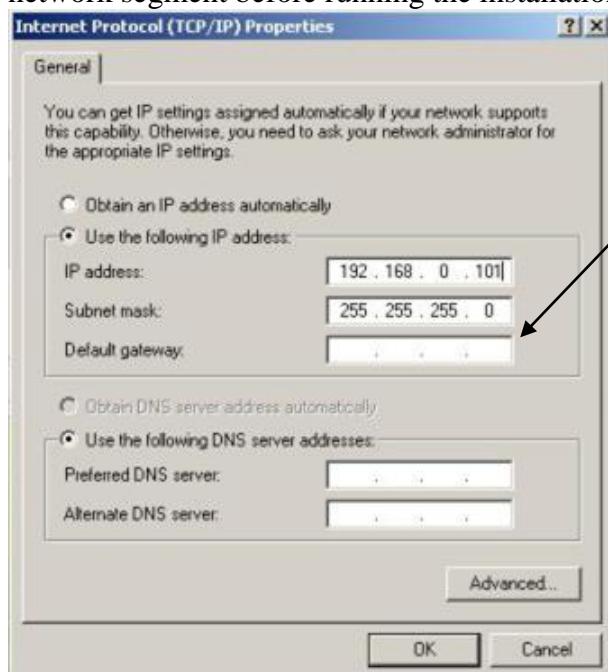 network segment before running the installation
Internet Protocol (TCP/IP) Properties ? X
General
You can get IP settings assigned automatically if your network supports
this capability. Otherwise, you need to ask your network administrator for
the appropriate IP settings.
Obtain an IP address automatically
Use the following IP address:
IP address: 192 . 168 . 0 . 101
Subnet mask: 255 . 255 . 255 . 0
Default gateway: . . .
Obtain DNS server address automatically
Use the following DNS server addresses:
Preferred DNS server: . . .
Alternate DNS server: . . .
Advanced...
OK Cancel